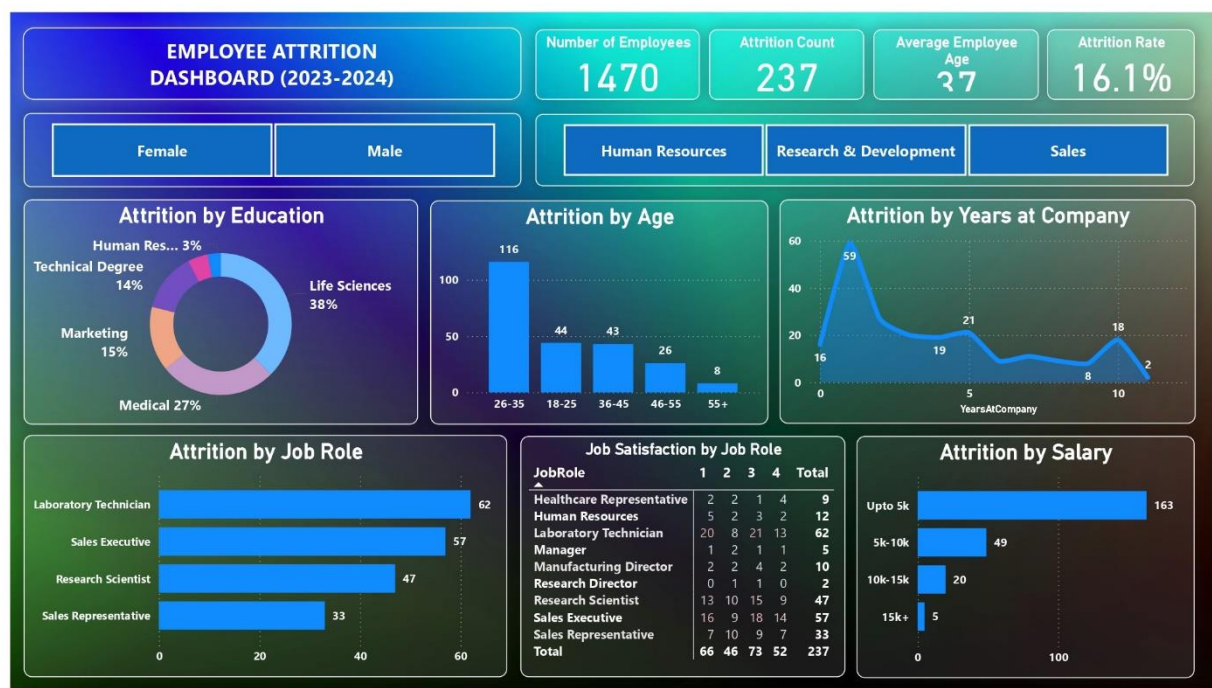 EMPLOYEE ATTRITION
DASHBOARD (2023-2024)
Number of Employees
1470
Attrition Count
237
Average Employee
Age
37
Attrition Rate
16.1%
Female
Male
Human Resources
Research & Development
Sales
Attrition by Education
Human Res... 3%
Technical Degree
14%
Life Sciences
38%
Marketing
15%
Medical 27%
Attrition by Age
100
50
0
116
44
43
26
8
26-35
18-25
36-45
46-55
55+
Attrition by Years at Company
60
40
20
0
16
59
19
21
8
18
2
0
5
10
YearsAtCompany
Attrition by Job Role
Laboratory Technician
62
Sales Executive
57
Research Scientist
47
Sales Representative
33
0
20
40
60
Job Satisfaction by Job Role
JobRole 1 2 3 4 Total
Healthcare Representative 2 2 1 4 9
Human Resources 5 2 3 2 12
Laboratory Technician 20 8 21 13 62
Manager 1 2 1 1 5
Manufacturing Director 2 2 4 2 10
Research Director 0 1 1 0 2
Research Scientist 13 10 15 9 47
Sales Executive 16 9 18 14 57
Sales Representative 7 10 9 7 33
Total 66 46 73 52 237
Attrition by Salary
Upto 5k
163
5k-10k
49
10k-15k
20
15k+
5
0
100